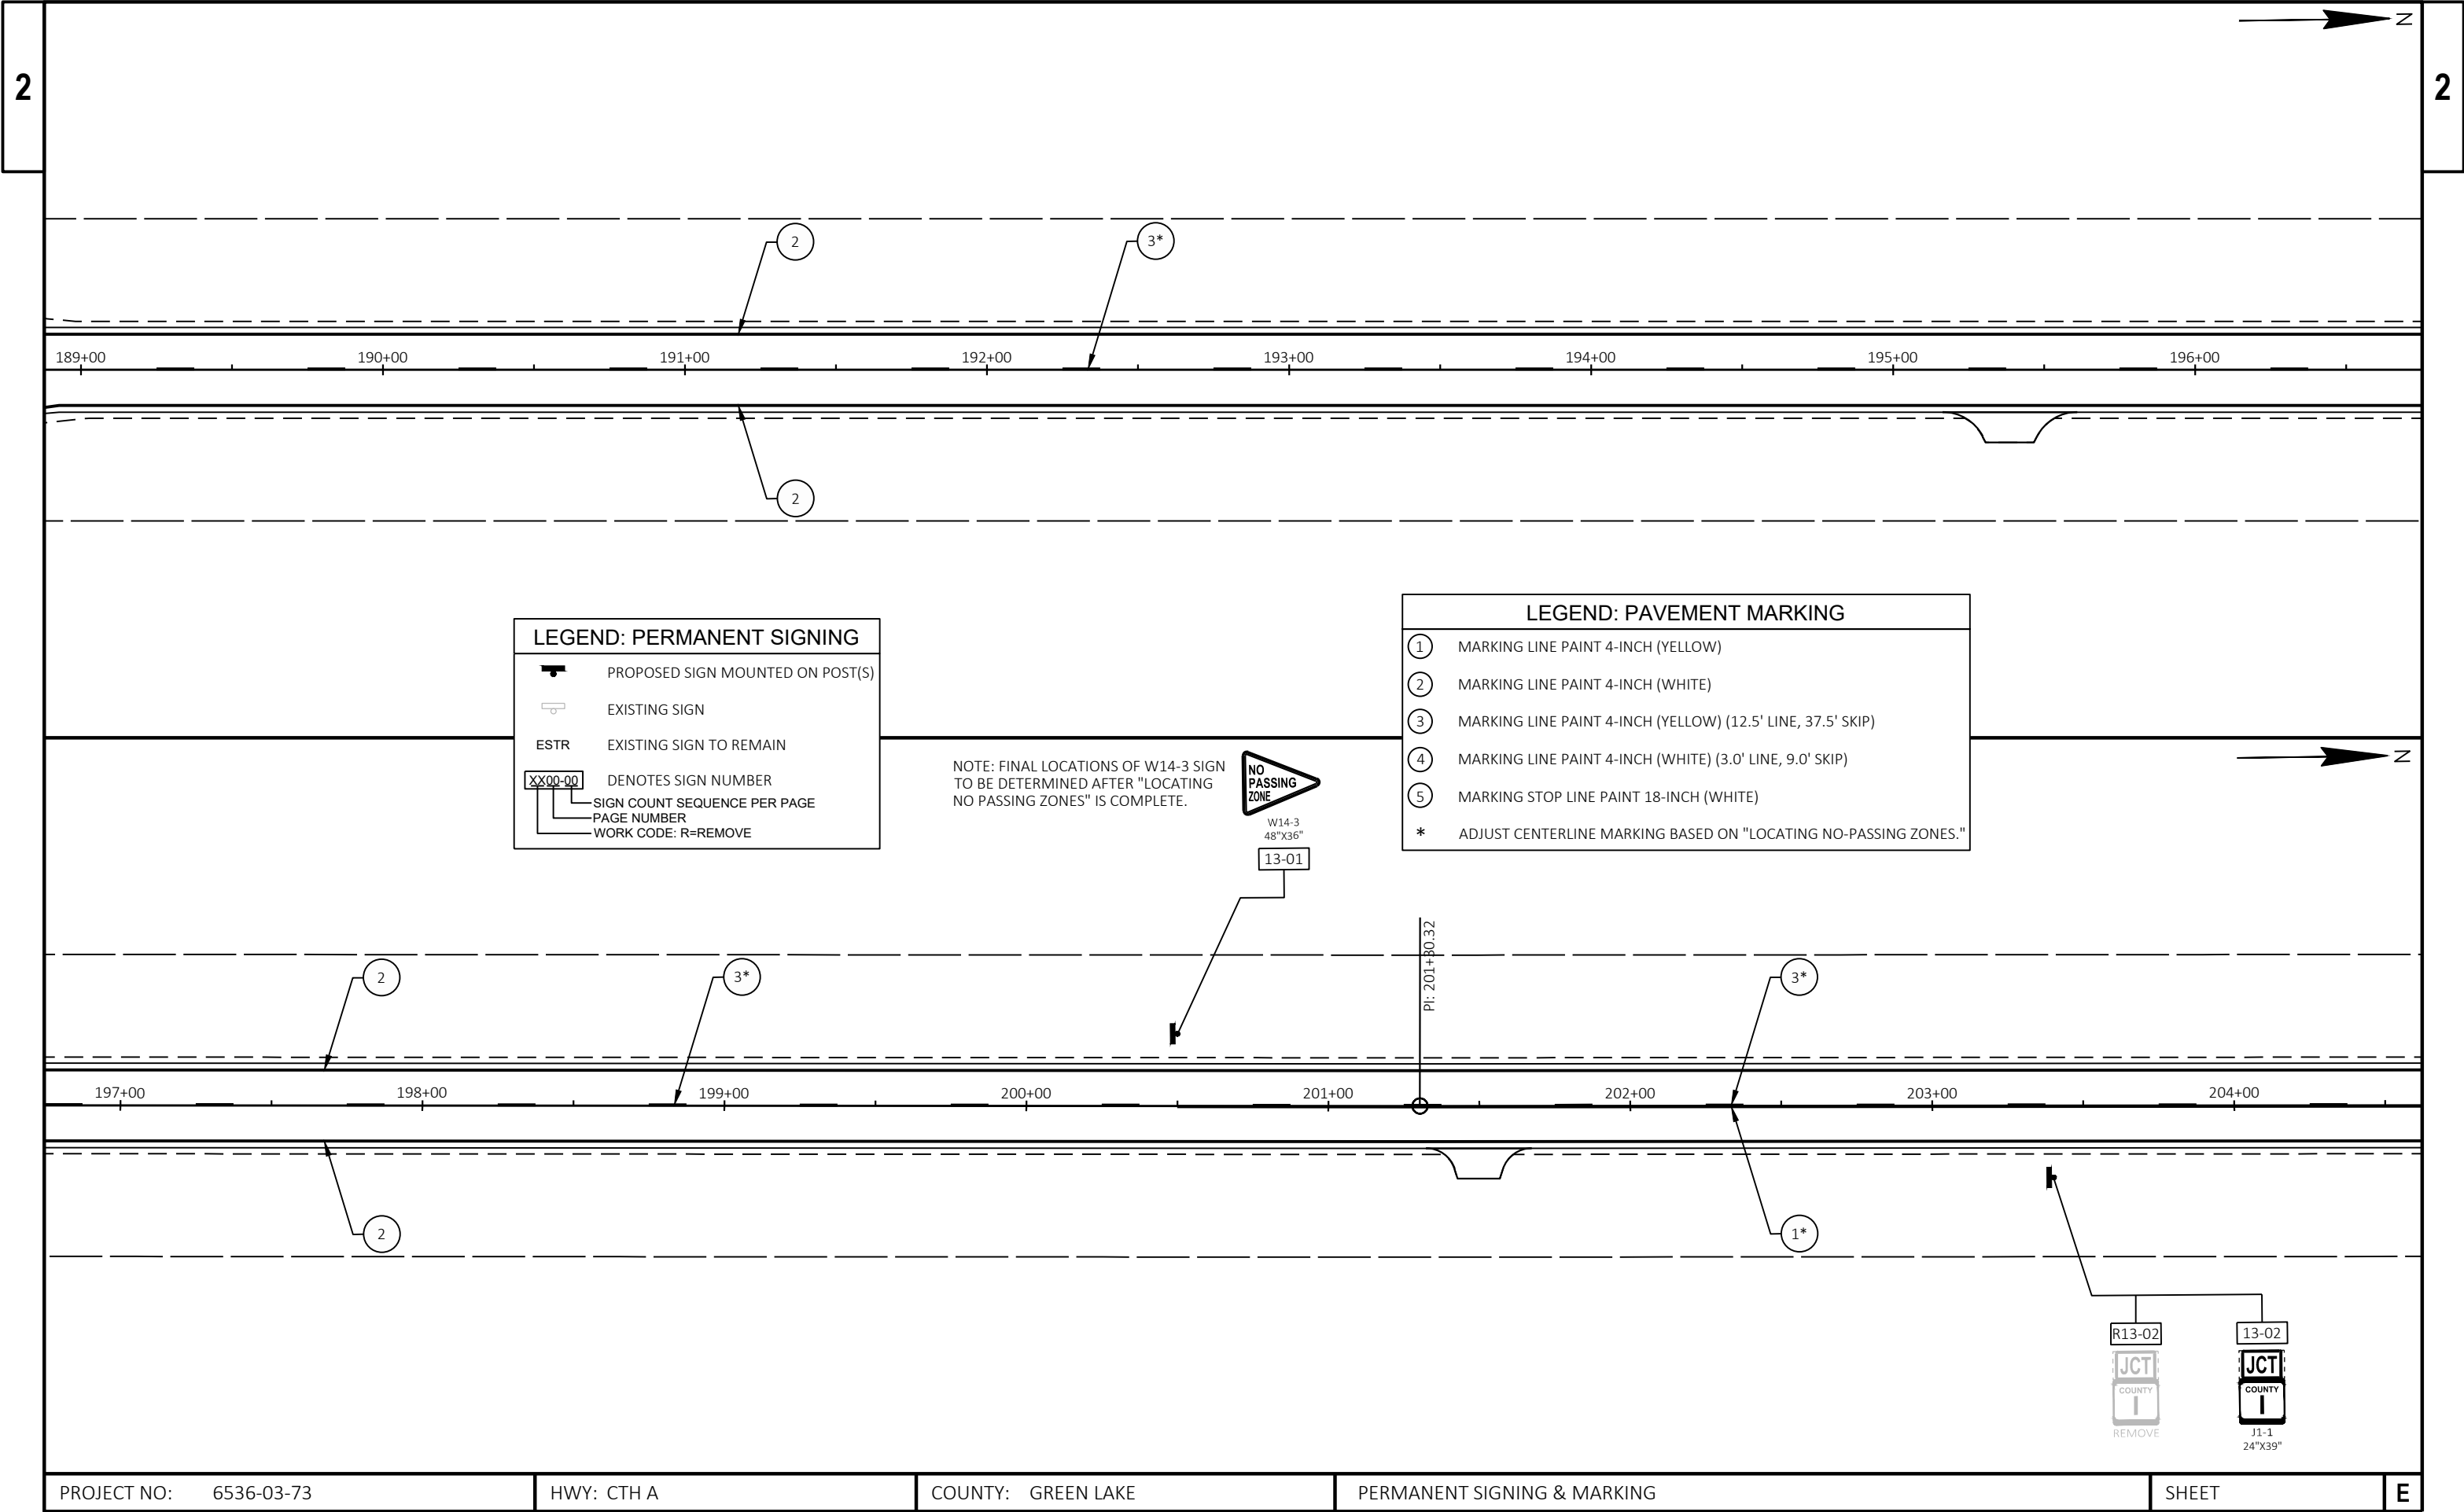 N
2
2
2
3*
189+00 190+00 191+00 192+00 193+00 194+00 195+00 196+00
2
LEGEND: PERMANENT SIGNING
PROPOSED SIGN MOUNTED ON POST(S)
EXISTING SIGN
ESTR EXISTING SIGN TO REMAIN
XX00-00 DENOTES SIGN NUMBER
SIGN COUNT SEQUENCE PER PAGE
PAGE NUMBER
WORK CODE: R=REMOVE
LEGEND: PAVEMENT MARKING
1 MARKING LINE PAINT 4-INCH (YELLOW)
2 MARKING LINE PAINT 4-INCH (WHITE)
3 MARKING LINE PAINT 4-INCH (YELLOW) (12.5' LINE, 37.5' SKIP)
4 MARKING LINE PAINT 4-INCH (WHITE) (3.0' LINE, 9.0' SKIP)
5 MARKING STOP LINE PAINT 18-INCH (WHITE)
* ADJUST CENTERLINE MARKING BASED ON "LOCATING NO-PASSING ZONES."
N
NOTE: FINAL LOCATIONS OF W14-3 SIGN
TO BE DETERMINED AFTER "LOCATING
NO PASSING ZONES" IS COMPLETE.
NO
PASSING
ZONE
W14-3
48"X36"
13-01
PI: 201+30.32
2
3*
3*
197+00 198+00 199+00 200+00 201+00 202+00 203+00 204+00
2
1*
R13-02
JCT
COUNTY
I
REMOVE
13-02
JCT
COUNTY
I
J1-1
24"X39"
PROJECT NO: 6536-03-73 HWY: CTH A COUNTY: GREEN LAKE PERMANENT SIGNING & MARKING SHEET E